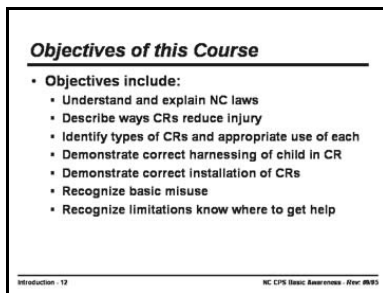 Objectives of this Course
• Objectives include:
▪ Understand and explain NC laws
▪ Describe ways CRs reduce injury
▪ Identify types of CRs and appropriate use of each
▪ Demonstrate correct harnessing of child in CR
▪ Demonstrate correct installation of CRs
▪ Recognize basic misuse
▪ Recognize limitations know where to get help
Introduction - 12
NC CPS Basic Awareness - Rev: